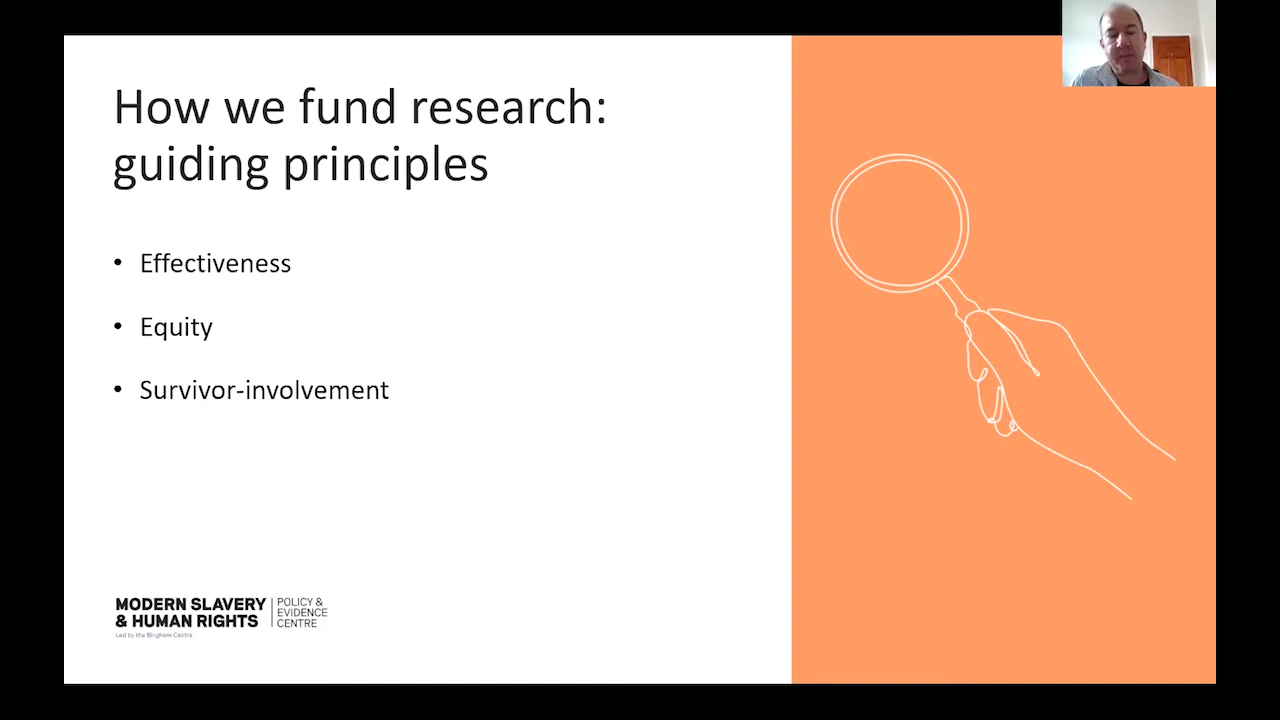 How we fund research:
guiding principles
• Effectiveness
• Equity
• Survivor-involvement
MODERN SLAVERY
& HUMAN RIGHTS
POLICY &
EVIDENCE
CENTRE
Led by the Bingham Centre